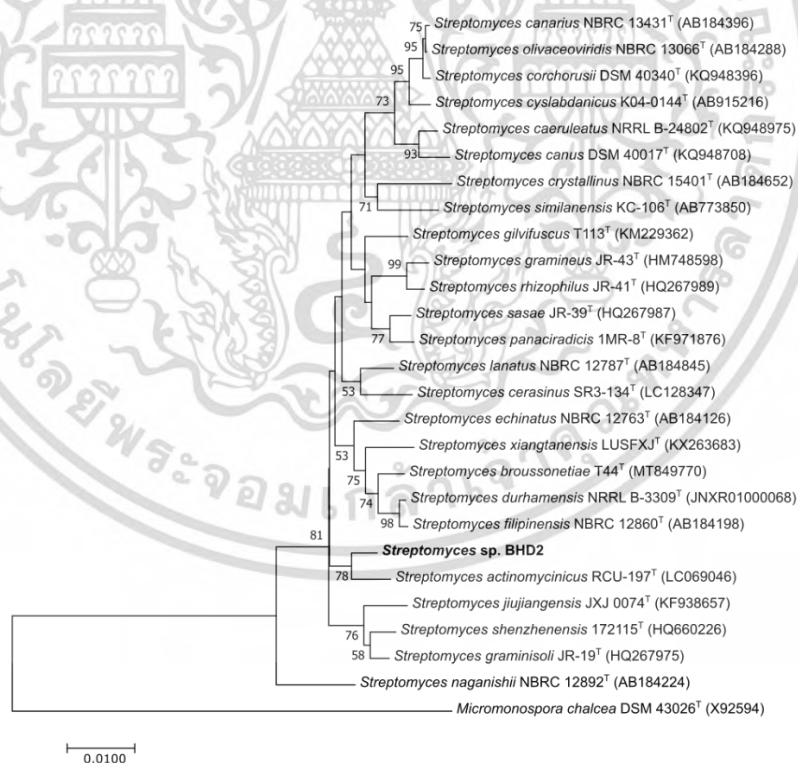 75 Streptomyces canarius NBRC 13431ᵀ (AB184396)
95 Streptomyces olivaceoviridis NBRC 13066ᵀ (AB184288)
95 Streptomyces corchorusii DSM 40340ᵀ (KQ948396)
73 Streptomyces cyslabdanicus K04-0144ᵀ (AB915216)
Streptomyces caeruleatus NRRL B-24802ᵀ (KQ948975)
93 Streptomyces canus DSM 40017ᵀ (KQ948708)
Streptomyces crystallinus NBRC 15401ᵀ (AB184652)
71 Streptomyces similanensis KC-106ᵀ (AB773850)
Streptomyces gilvifuscus T113ᵀ (KM229362)
99 Streptomyces gramineus JR-43ᵀ (HM748598)
Streptomyces rhizophilus JR-41ᵀ (HQ267989)
Streptomyces sasae JR-39ᵀ (HQ267987)
77 Streptomyces panaciradicis 1MR-8ᵀ (KF971876)
Streptomyces lanatus NBRC 12787ᵀ (AB184845)
53 Streptomyces cerasinus SR3-134ᵀ (LC128347)
Streptomyces echinatus NBRC 12763ᵀ (AB184126)
53 Streptomyces xiangtanensis LUSFXJᵀ (KX263683)
75 Streptomyces broussonetiae T44ᵀ (MT849770)
74 Streptomyces durhamensis NRRL B-3309ᵀ (JNXR01000068)
98 Streptomyces filipinensis NBRC 12860ᵀ (AB184198)
81 Streptomyces sp. BHD2
78 Streptomyces actinomycinicus RCU-197ᵀ (LC069046)
Streptomyces jiujiangensis JXJ 0074ᵀ (KF938657)
76 Streptomyces shenzhenensis 172115ᵀ (HQ660226)
58 Streptomyces graminisoli JR-19ᵀ (HQ267975)
Streptomyces naganishii NBRC 12892ᵀ (AB184224)
Micromonospora chalcea DSM 43026ᵀ (X92594)
0.0100